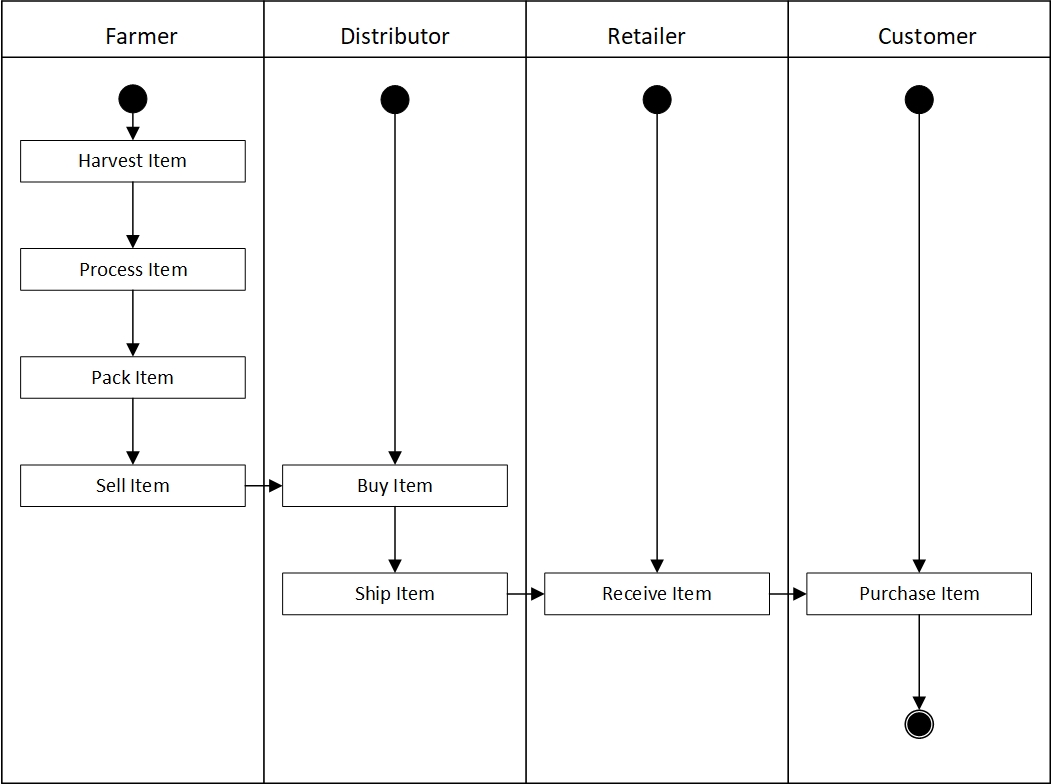 Farmer
Distributor
Retailer
Customer
Harvest Item
Process Item
Pack Item
Sell Item
Buy Item
Ship Item
Receive Item
Purchase Item